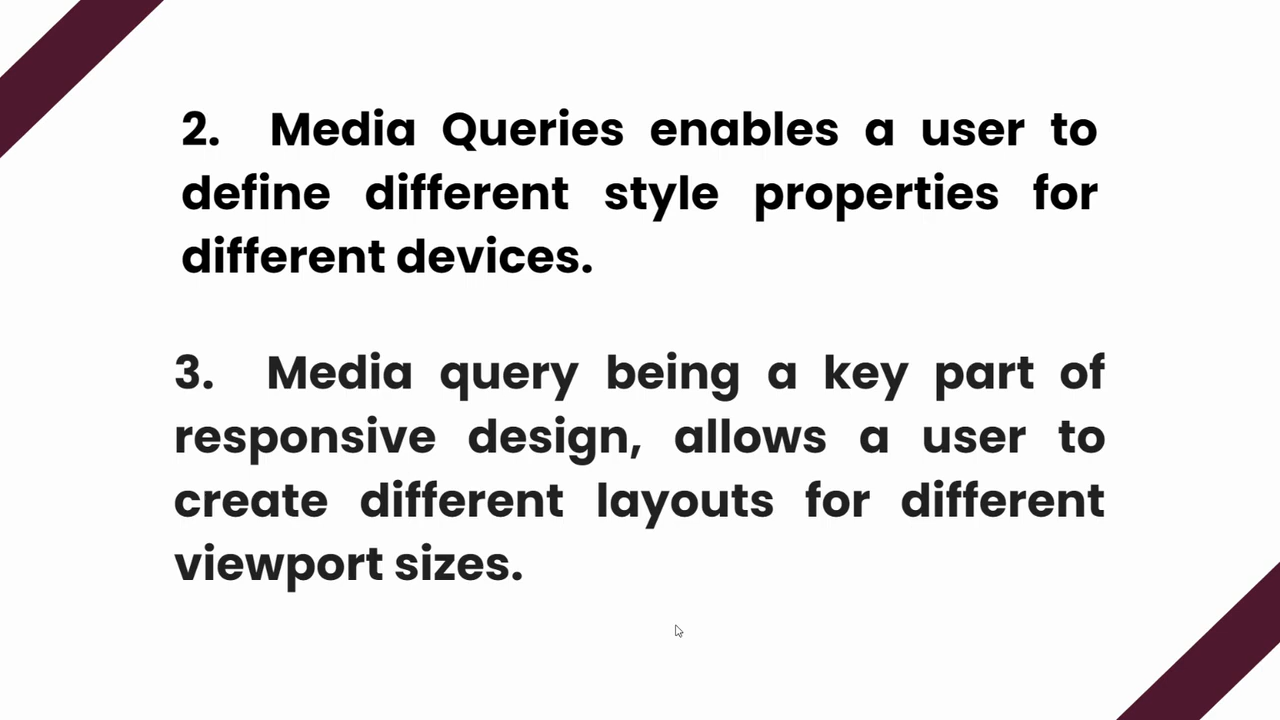 2. Media Queries enables a user to
define different style properties for
different devices.
3. Media query being a key part of
responsive design, allows a user to
create different layouts for different
viewport sizes.